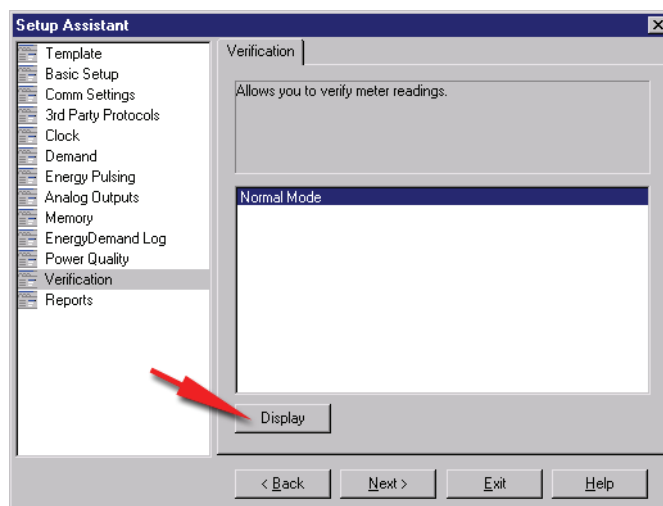 Setup Assistant
Template
Basic Setup
Comm Settings
3rd Party Protocols
Clock
Demand
Energy Pulsing
Analog Outputs
Memory
EnergyDemand Log
Power Quality
Verification
Reports
Verification
Allows you to verify meter readings.
Normal Mode
Display
< Back
Next >
Exit
Help